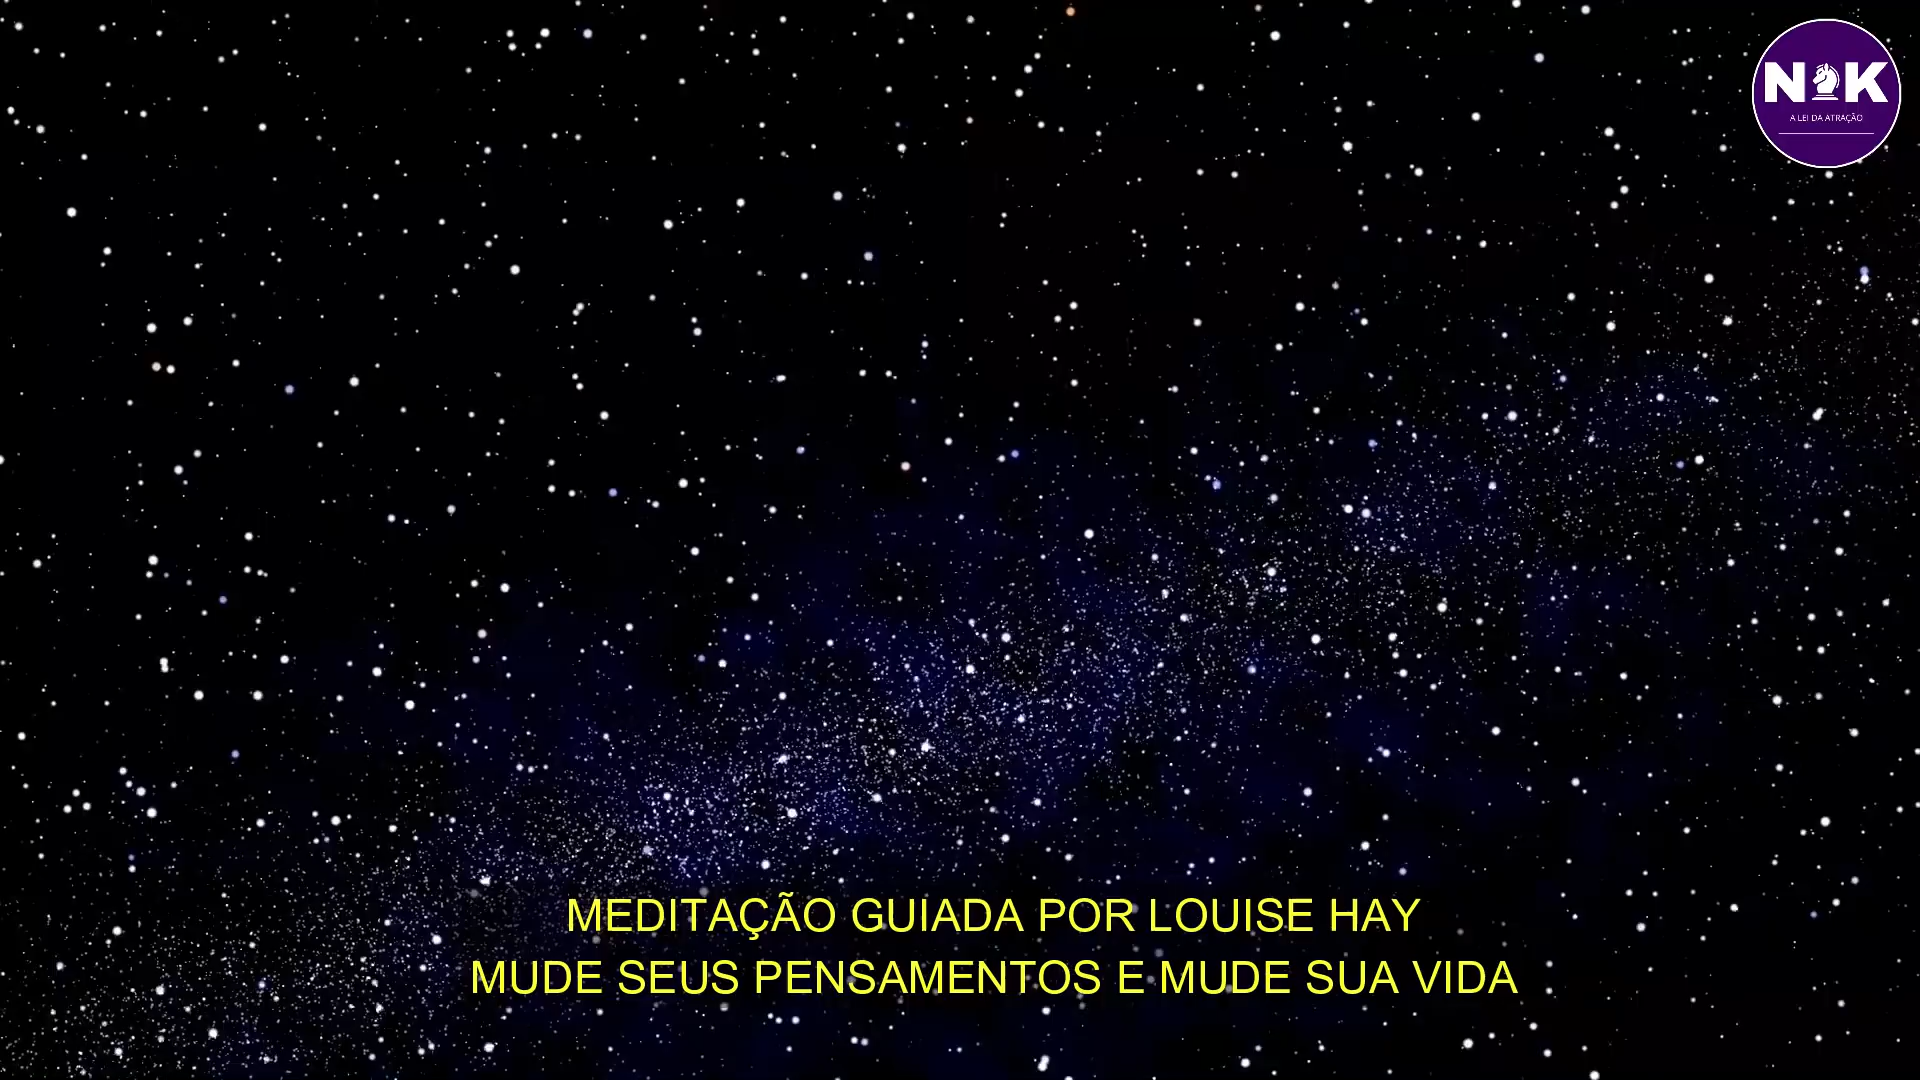 N K
A LEI DA ATRAÇÃO
MEDITAÇÃO GUIADA POR LOUISE HAY
MUDE SEUS PENSAMENTOS E MUDE SUA VIDA